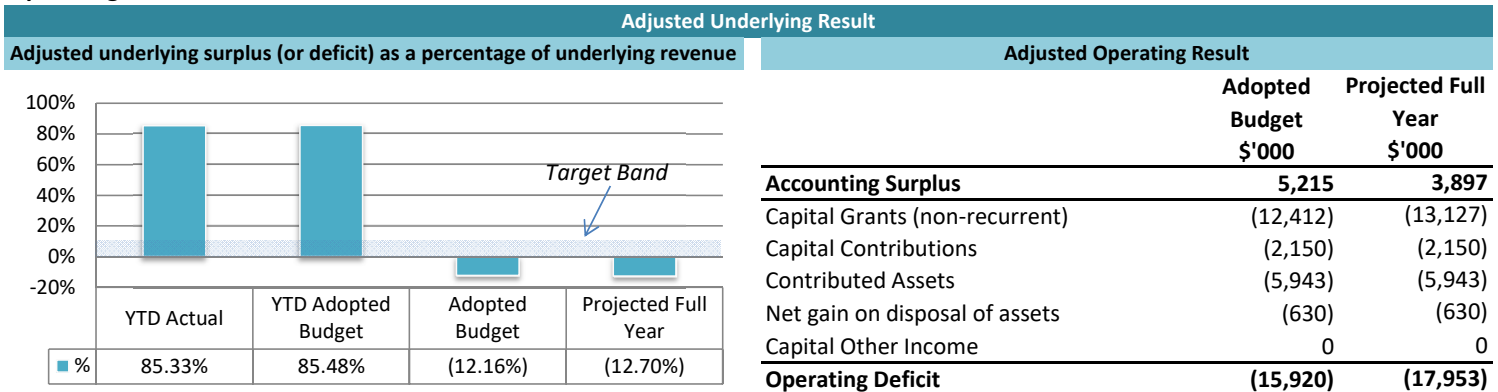 Adjusted Underlying Result
Adjusted underlying surplus (or deficit) as a percentage of underlying revenue
100%
80%
60%
40%
20%
0%
-20%
Target Band
YTD Actual
YTD Adopted
Budget
Adopted
Budget
Projected Full
Year
% 85.33% 85.48% (12.16%) (12.70%)
Adjusted Operating Result
Adopted Projected Full
Budget Year
$'000 $'000
Accounting Surplus 5,215 3,897
Capital Grants (non-recurrent) (12,412) (13,127)
Capital Contributions (2,150) (2,150)
Contributed Assets (5,943) (5,943)
Net gain on disposal of assets (630) (630)
Capital Other Income 0 0
Operating Deficit (15,920) (17,953)